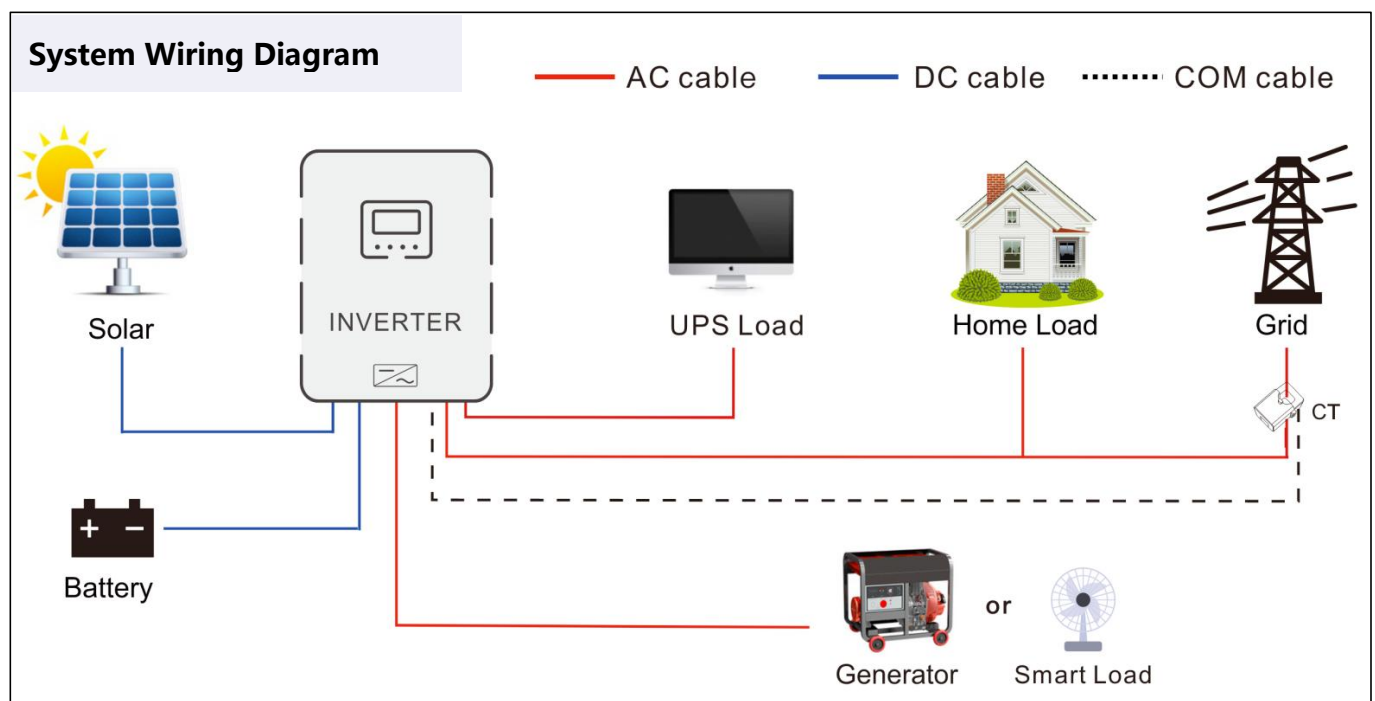 System Wiring Diagram
AC cable
DC cable
COM cable
INVERTER
Solar
UPS Load
Home Load
Grid
CT
+ −
Battery
or
Generator
Smart Load